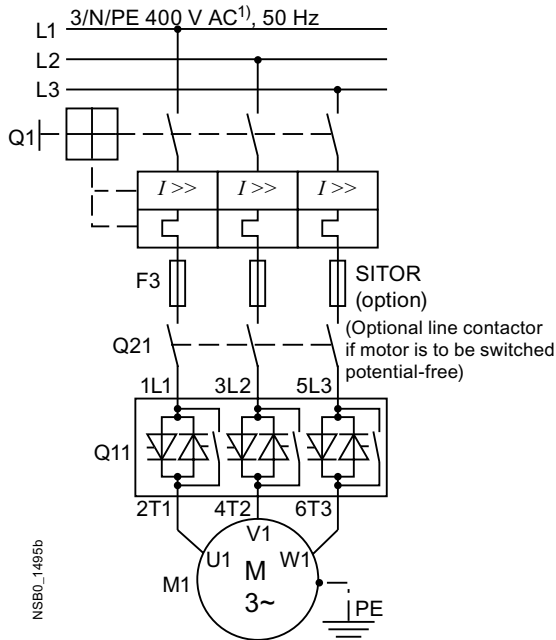 3/N/PE 400 V AC1), 50 Hz
L1
L2
L3
Q1
I >> I >> I >>
F3
SITOR
(option)
(Optional line contactor
if motor is to be switched
potential-free)
Q21
1L1 3L2 5L3
Q11
2T1 4T2 6T3
V1
U1 W1
M
M1
3~
PE
NSB0_1495b